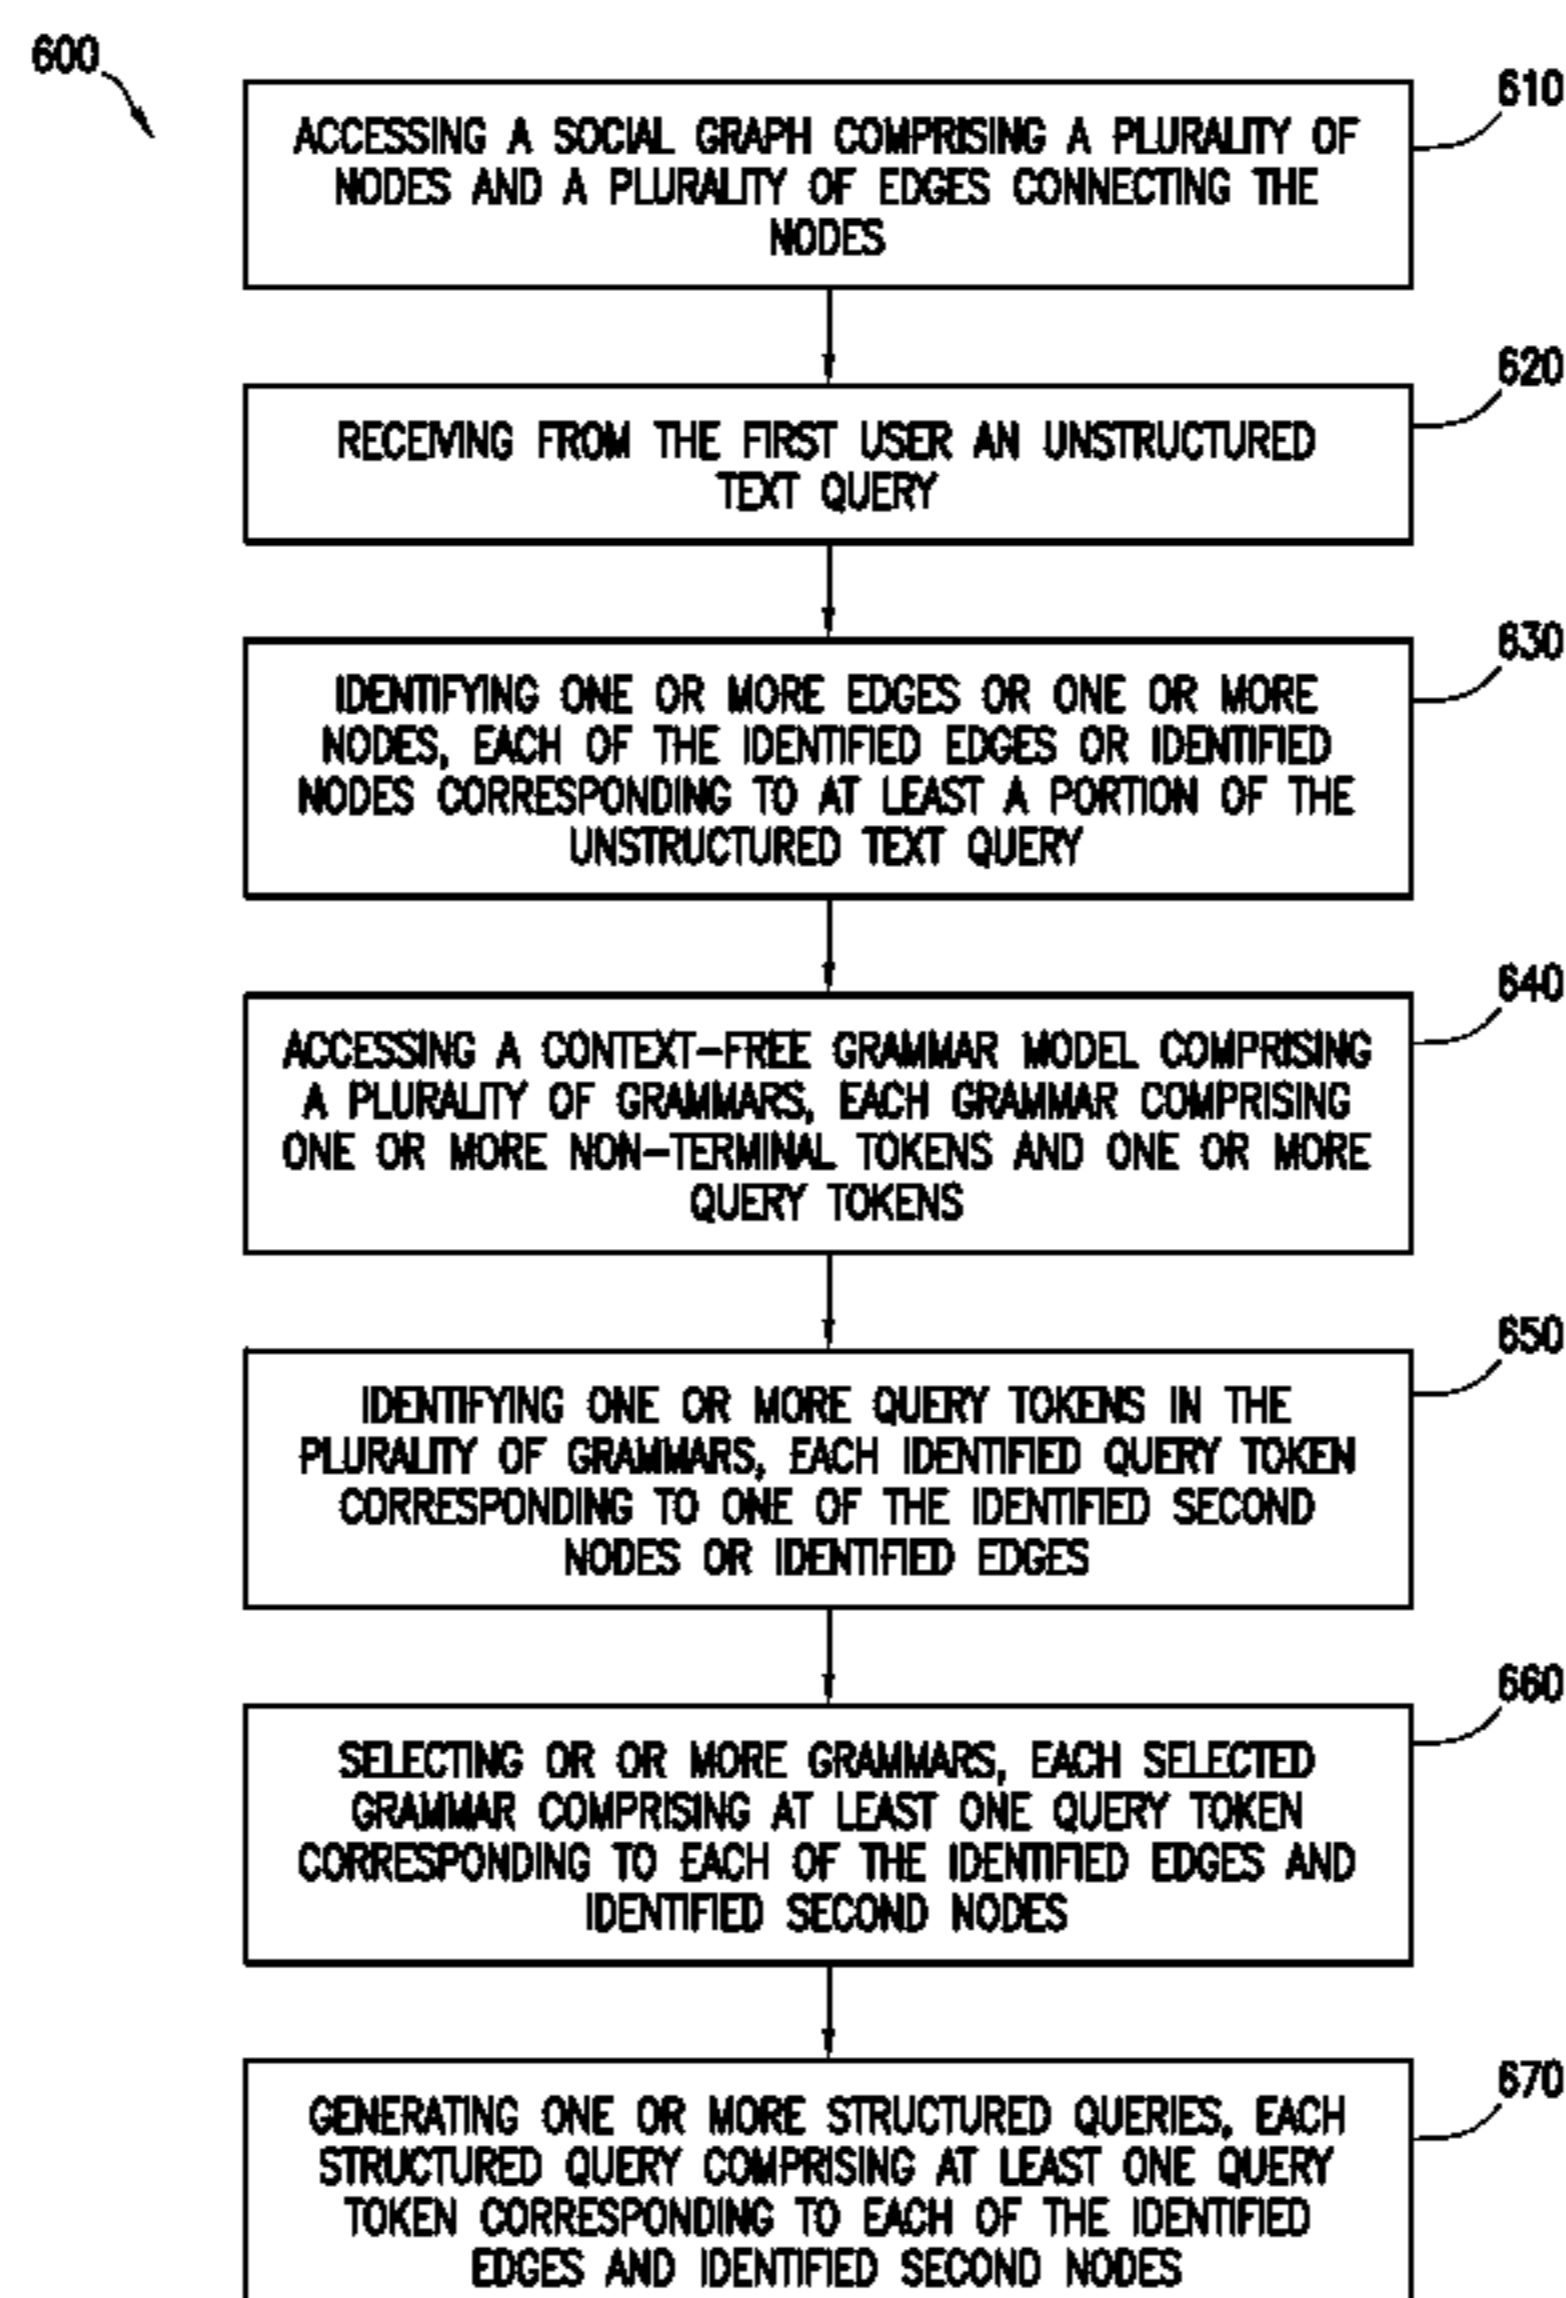 600
610
ACCESSING A SOCIAL GRAPH COMPRISING A PLURALITY OF
NODES AND A PLURALITY OF EDGES CONNECTING THE
NODES
620
RECEIVING FROM THE FIRST USER AN UNSTRUCTURED
TEXT QUERY
630
IDENTIFYING ONE OR MORE EDGES OR ONE OR MORE
NODES, EACH OF THE IDENTIFIED EDGES OR IDENTIFIED
NODES CORRESPONDING TO AT LEAST A PORTION OF THE
UNSTRUCTURED TEXT QUERY
640
ACCESSING A CONTEXT-FREE GRAMMAR MODEL COMPRISING
A PLURALITY OF GRAMMARS, EACH GRAMMAR COMPRISING
ONE OR MORE NON-TERMINAL TOKENS AND ONE OR MORE
QUERY TOKENS
650
IDENTIFYING ONE OR MORE QUERY TOKENS IN THE
PLURALITY OF GRAMMARS, EACH IDENTIFIED QUERY TOKEN
CORRESPONDING TO ONE OF THE IDENTIFIED SECOND
NODES OR IDENTIFIED EDGES
660
SELECTING OR OR MORE GRAMMARS, EACH SELECTED
GRAMMAR COMPRISING AT LEAST ONE QUERY TOKEN
CORRESPONDING TO EACH OF THE IDENTIFIED EDGES AND
IDENTIFIED SECOND NODES
670
GENERATING ONE OR MORE STRUCTURED QUERIES, EACH
STRUCTURED QUERY COMPRISING AT LEAST ONE QUERY
TOKEN CORRESPONDING TO EACH OF THE IDENTIFIED
EDGES AND IDENTIFIED SECOND NODES